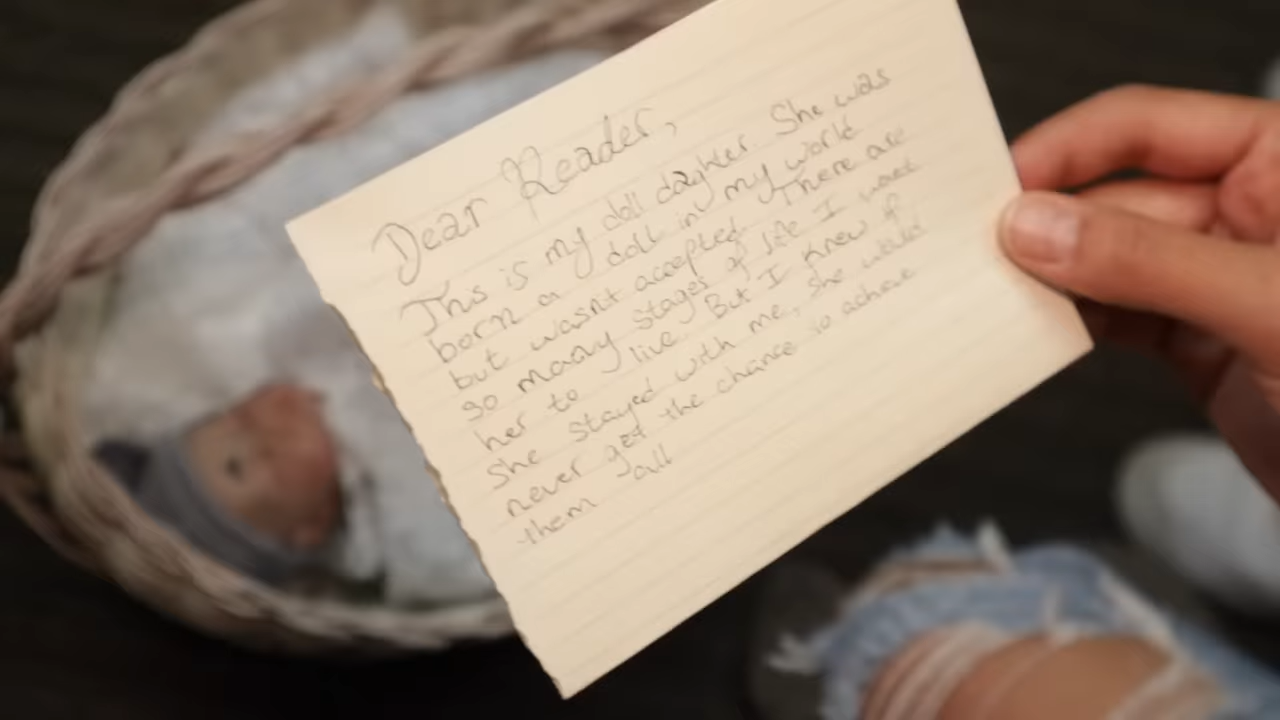 Dear Reader,
This is my doll dayhter. She was
born a doll in my world
but wasn't accepted. There are
so many stages of life I want
her to live. But I knew if
she stayed with me, she would
never get the chance to achieve
them all